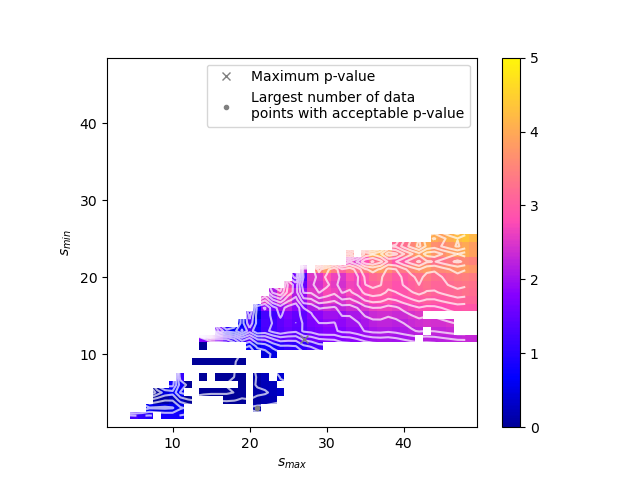 Maximum p-value
Largest number of data
points with acceptable p-value
5
4
3
2
1
0
40
30
20
10
s_min
10
20
30
40
s_max